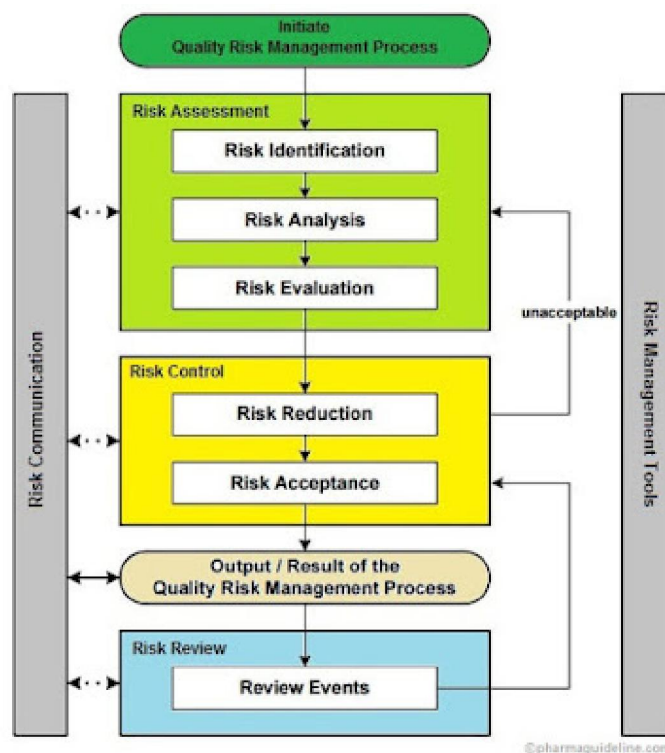 Initiate
Quality Risk Management Process
Risk Assessment
Risk Identification
Risk Analysis
Risk Evaluation
unacceptable
Risk Control
Risk Reduction
Risk Acceptance
Output / Result of the
Quality Risk Management Process
Risk Review
Review Events
Risk Communication
Risk Management Tools
©pharmaguideline.com